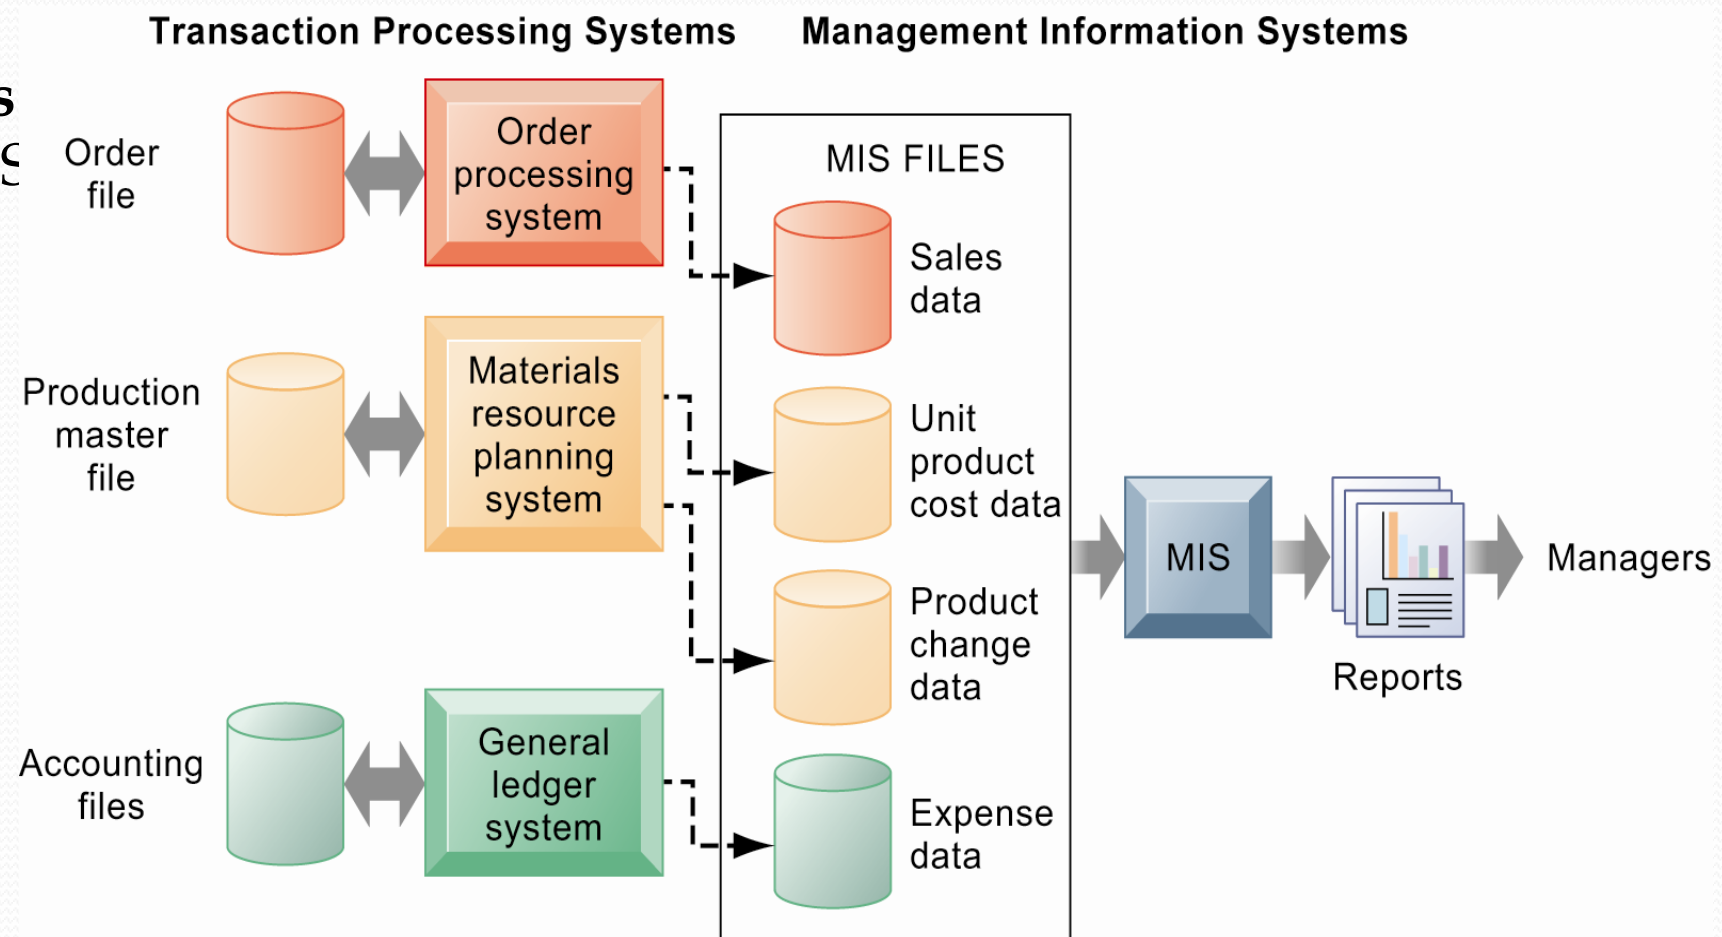 Transaction Processing Systems
Management Information Systems
s
Order
file
Order
processing
system
MIS FILES
Sales
data
Production
master
file
Materials
resource
planning
system
Unit
product
cost data
Product
change
data
MIS
Reports
Managers
Accounting
files
General
ledger
system
Expense
data